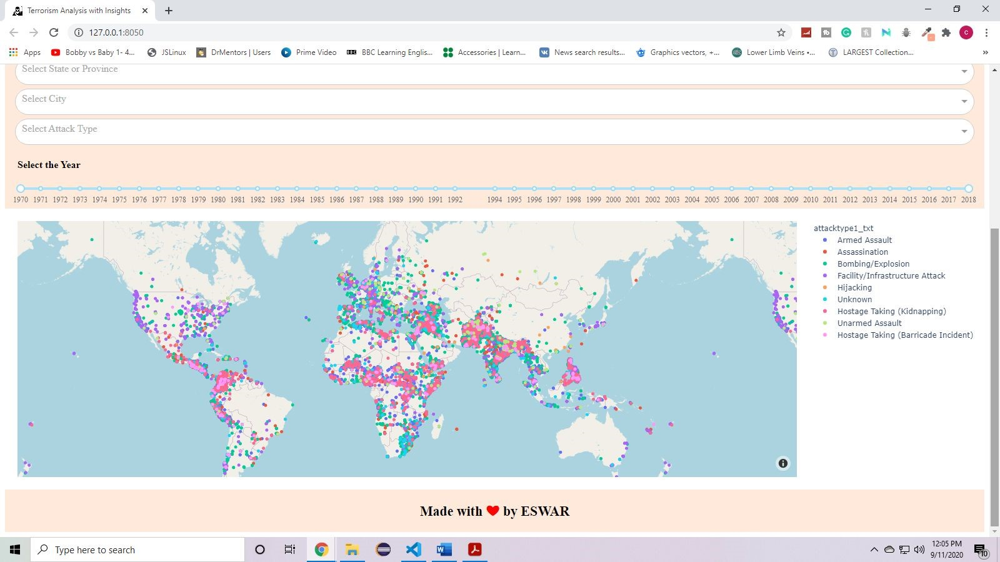 Terrorism Analysis with Insights
127.0.0.1:8050
Apps
Bobby vs Baby 1- 4...
JSLinux
DrMentors | Users
Prime Video
BBC Learning Englis...
Accessories | Learn...
News search results...
Graphics vectors, +...
Lower Limb Veins •...
LARGEST Collection...
»
Select State or Province
Select City
Select Attack Type
Select the Year
1970 1971 1972 1973 1974 1975 1976 1977 1978 1979 1980 1981 1982 1983 1984 1985 1986 1987 1988 1989 1990 1991 1992 1994 1995 1996 1997 1998 1999 2000 2001 2002 2003 2004 2005 2006 2007 2008 2009 2010 2011 2012 2013 2014 2015 2016 2017 2018
attacktype1_txt
Armed Assault
Assassination
Bombing/Explosion
Facility/Infrastructure Attack
Hijacking
Unknown
Hostage Taking (Kidnapping)
Unarmed Assault
Hostage Taking (Barricade Incident)
Made with ❤ by ESWAR
Type here to search
12:05 PM
9/11/2020
10